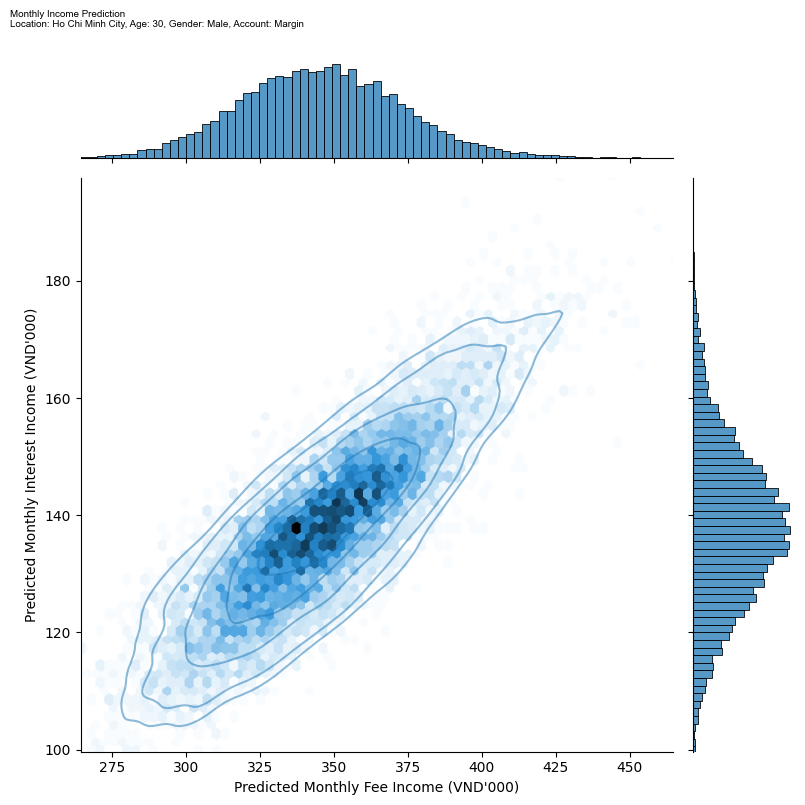 Monthly Income Prediction
Location: Ho Chi Minh City, Age: 30, Gender: Male, Account: Margin
180
160
140
120
100
Predicted Monthly Interest Income (VND'000)
275 300 325 350 375 400 425 450
Predicted Monthly Fee Income (VND'000)